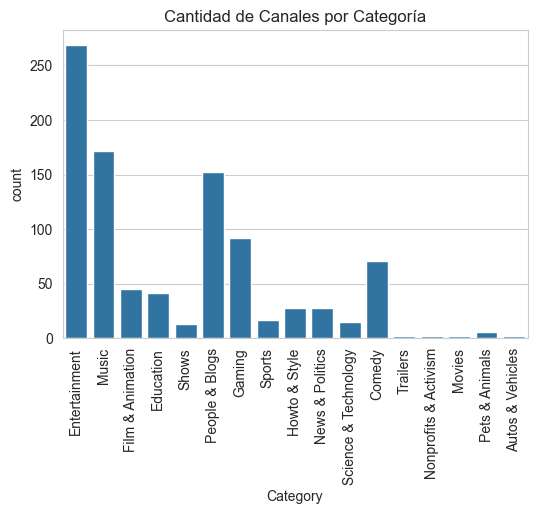 Cantidad de Canales por Categoría
count
250
200
150
100
50
0
Entertainment
Music
Film & Animation
Education
Shows
People & Blogs
Gaming
Sports
Howto & Style
News & Politics
Science & Technology
Comedy
Trailers
Nonprofits & Activism
Movies
Pets & Animals
Autos & Vehicles
Category